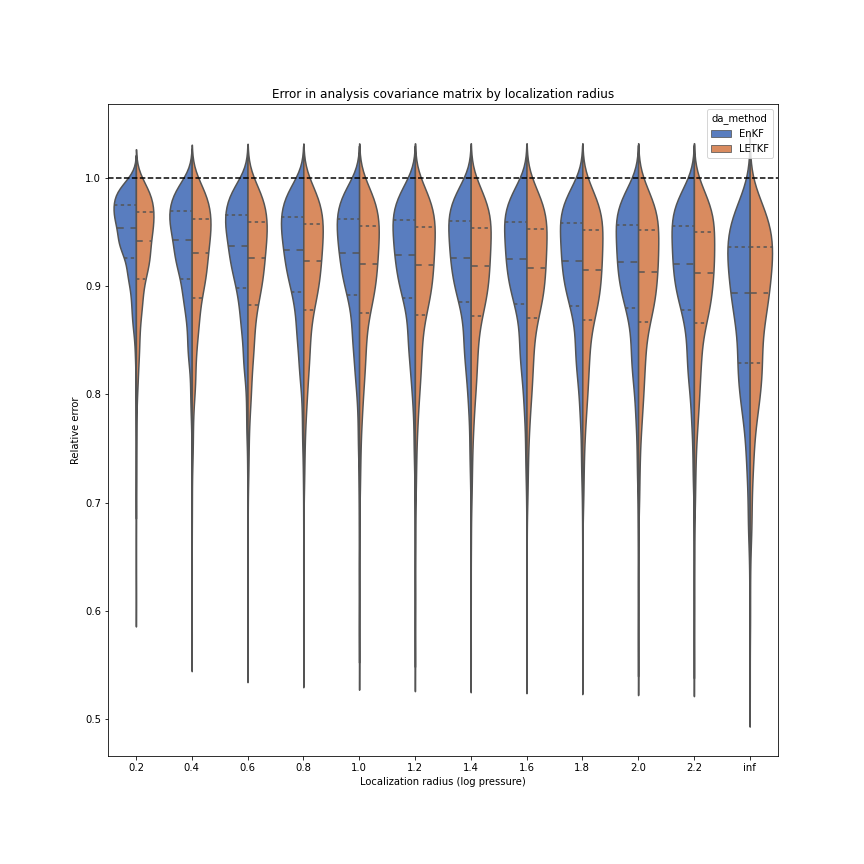 Error in analysis covariance matrix by localization radius
da_method
EnKF
LETKF
Relative error
1.0
0.9
0.8
0.7
0.6
0.5
0.2 0.4 0.6 0.8 1.0 1.2 1.4 1.6 1.8 2.0 2.2 inf
Localization radius (log pressure)